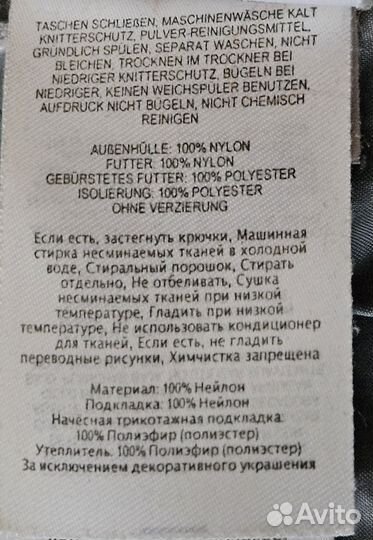 TASCHEN SCHLIEßEN, MASCHINENWÄSCHE KALT
KNITTERSCHUTZ, PULVER-REINIGUNGSMITTEL,
GRÜNDLICH SPÜLEN, SEPARAT WASCHEN, NICHT
BLEICHEN, TROCKNEN IM TROCKNER BEI
NIEDRIGER KNITTERSCHUTZ, BÜGELN BEI
NIEDRIGER, KEINEN WEICHSPÜLER BENUTZEN,
AUFDRUCK NICHT BÜGELN, NICHT CHEMISCH
REINIGEN
AUßENHÜLLE: 100% NYLON
FUTTER: 100% NYLON
GEBÜRSTETES FUTTER: 100% POLYESTER
ISOLIERUNG: 100% POLYESTER
OHNE VERZIERUNG
Если есть, застегнуть крючки, Машинная
стирка несминаемых тканей в холодной
воде, Стиральный порошок, Стирать
отдельно, Не отбеливать, Сушка
несминаемых тканей при низкой
температуре, Гладить при низкой
температуре, Не использовать кондиционер
для тканей, Если есть, не гладить
переводные рисунки, Химчистка запрещена
Материал: 100% Нейлон
Подкладка: 100% Нейлон
Начёсная трикотажная подкладка:
100% Полиэфир (полиэстер)
Утеплитель: 100% Полиэфир (полиэстер)
За исключением декоративного украшения
Avito